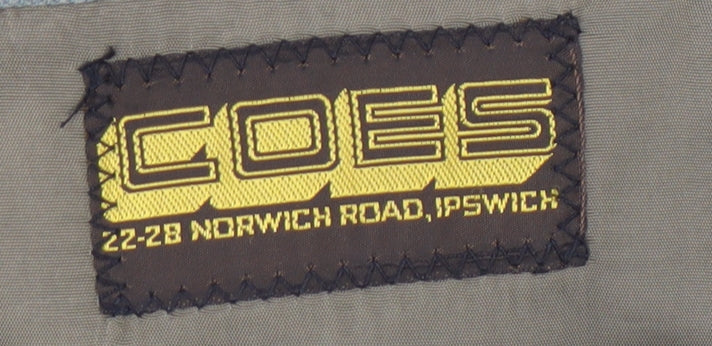 COES
22-28 NORWICH ROAD, IPSWICH